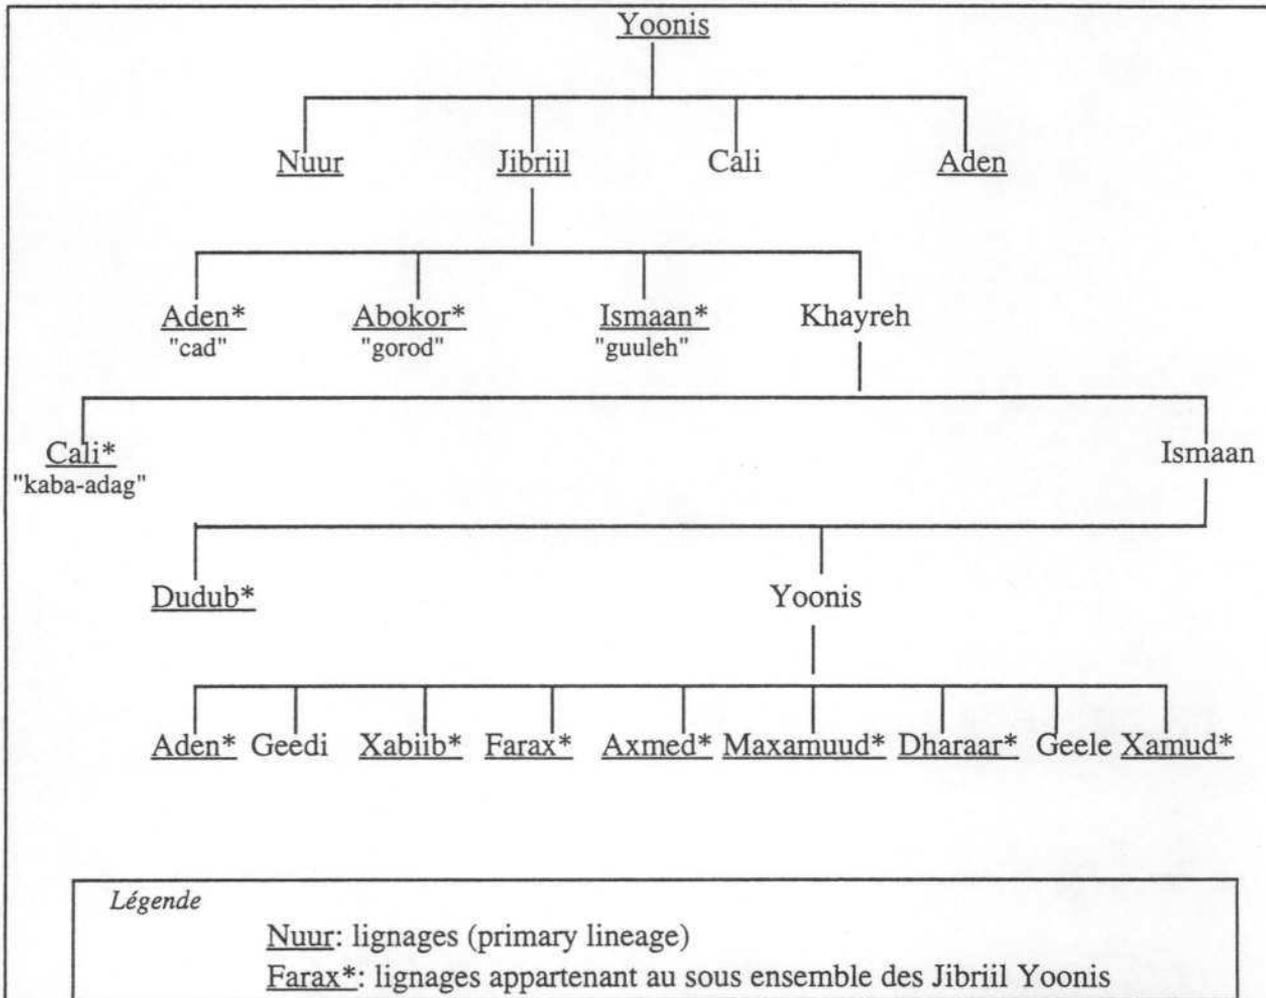 Yoonis
Nuur Jibriil Cali Aden
Aden* Abokor* Ismaan* Khayreh
"cad" "gorod" "guuleh"
Cali* Ismaan
"kaba-adag"
Dudub* Yoonis
Aden* Geedi Xabiib* Farax* Axmed* Maxamuud* Dharaar* Geele Xamud*
Légende
Nuur: lignages (primary lineage)
Farax*: lignages appartenant au sous ensemble des Jibriil Yoonis